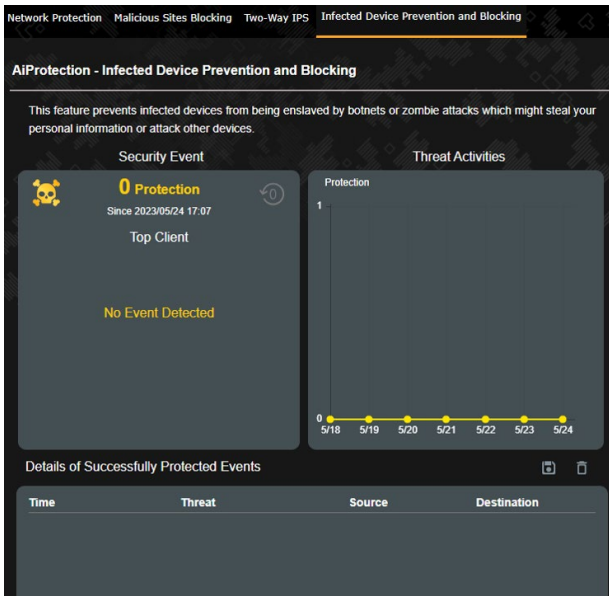 Network Protection Malicious Sites Blocking Two-Way IPS Infected Device Prevention and Blocking
AiProtection - Infected Device Prevention and Blocking
This feature prevents infected devices from being enslaved by botnets or zombie attacks which might steal your
personal information or attack other devices.
Security Event
0 Protection
Since 2023/05/24 17:07
Top Client
No Event Detected
Threat Activities
Protection
1
0
5/18 5/19 5/20 5/21 5/22 5/23 5/24
Details of Successfully Protected Events
Time Threat Source Destination